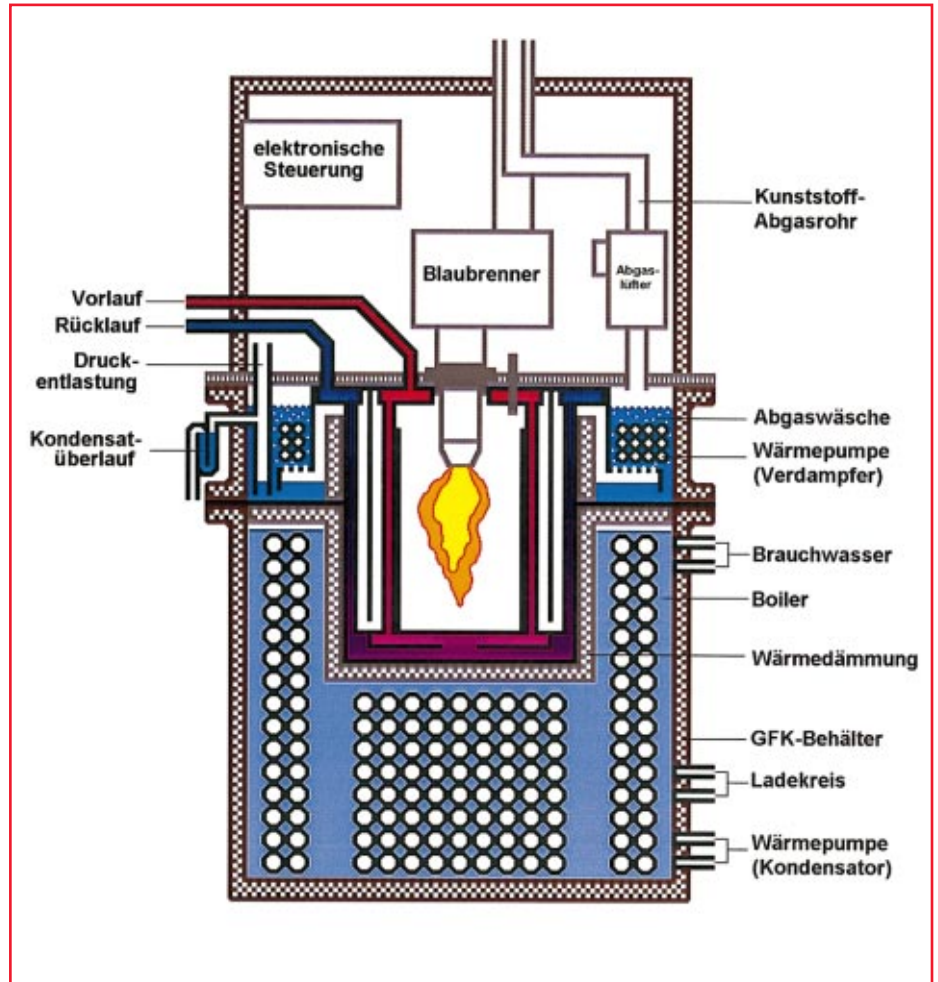 elektronische
Steuerung
Kunststoff-
Abgasrohr
Blaubrenner
Abgas-
lüfter
Vorlauf
Rücklauf
Druck-
entlastung
Kondensat-
überlauf
Abgaswäsche
Wärmepumpe
(Verdampfer)
Brauchwasser
Boiler
Wärmedämmung
GFK-Behälter
Ladekreis
Wärmepumpe
(Kondensator)